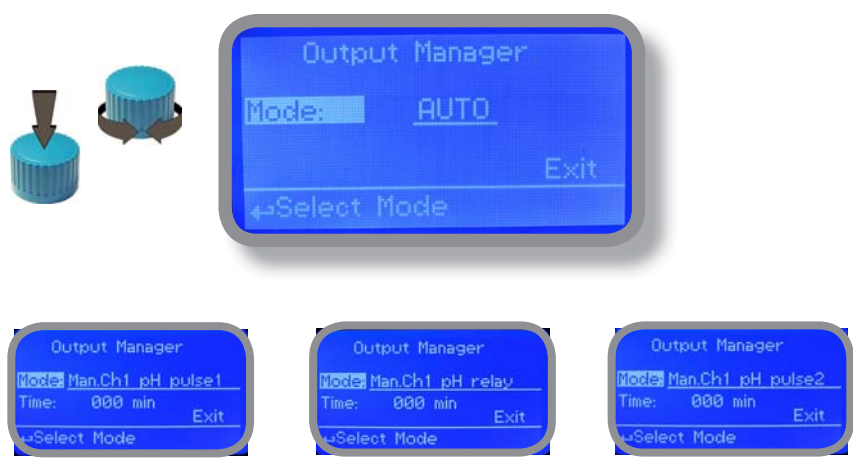 Output Manager
Mode: AUTO
Exit
↵Select Mode
Output Manager
Mode: Man.Ch1 pH pulse1
Time: 000 min
Exit
↵Select Mode
Output Manager
Mode: Man.Ch1 pH relay
Time: 000 min
Exit
↵Select Mode
Output Manager
Mode: Man.Ch1 pH pulse2
Time: 000 min
Exit
↵Select Mode